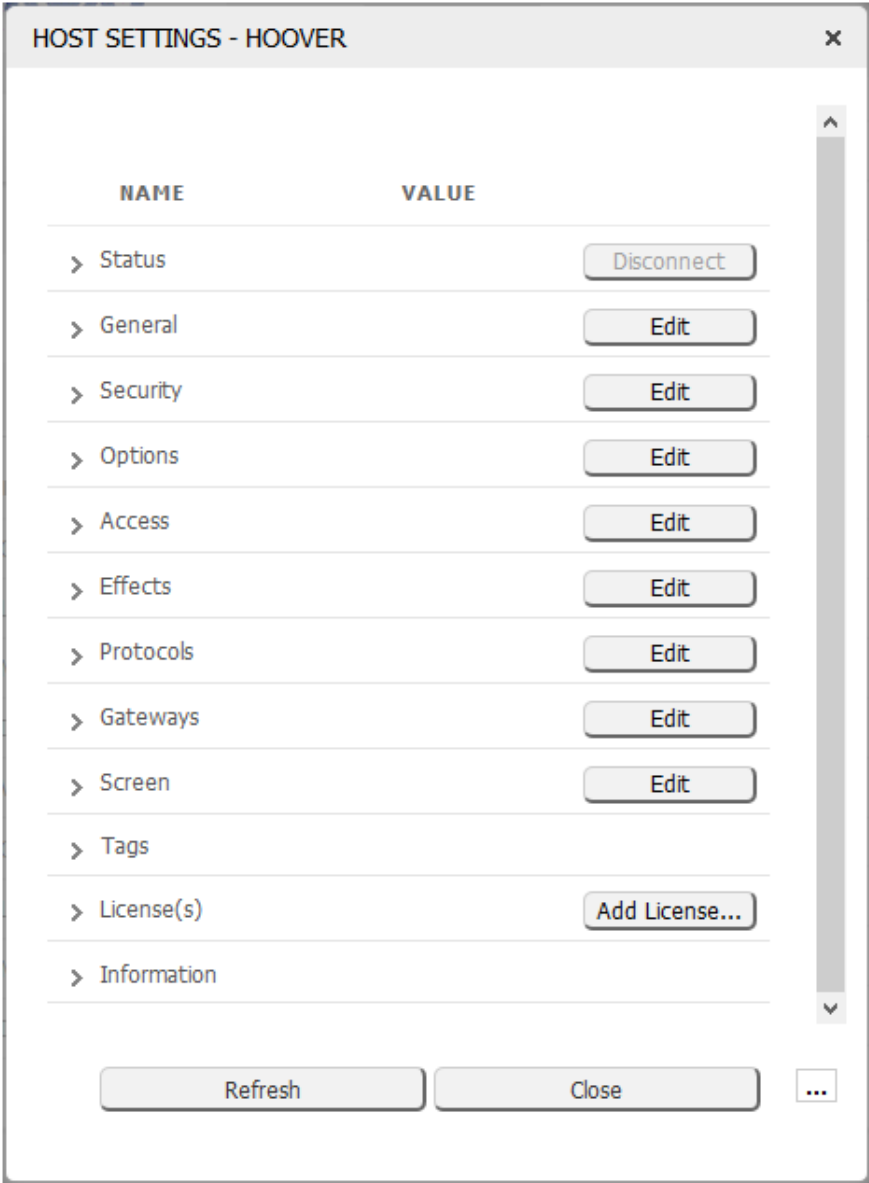 HOST SETTINGS - HOOVER ×
NAME VALUE
Status Disconnect
General Edit
Security Edit
Options Edit
Access Edit
Effects Edit
Protocols Edit
Gateways Edit
Screen Edit
Tags
License(s) Add License...
Information
Refresh Close ...